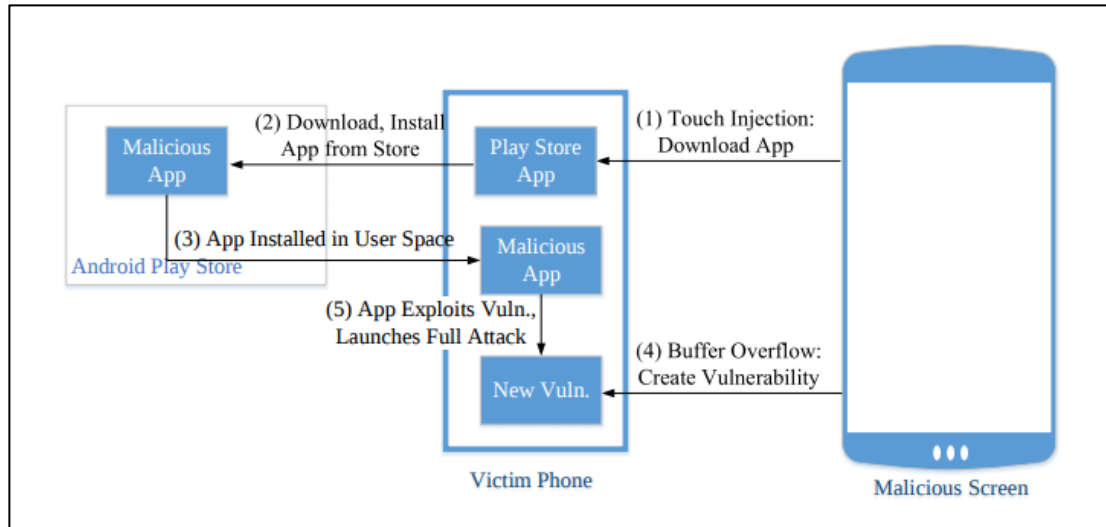 (1) Touch Injection:
Download App
(2) Download, Install
App from Store
Malicious
App
Play Store
App
(3) App Installed in User Space
Android Play Store
Malicious
App
(5) App Exploits Vuln.,
Launches Full Attack
(4) Buffer Overflow:
Create Vulnerability
New Vuln.
Victim Phone
Malicious Screen